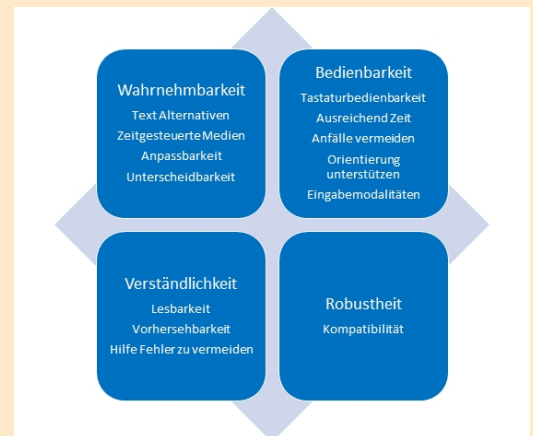 Wahrnehmbarkeit
Text Alternativen
Zeitgesteuerte Medien
Anpassbarkeit
Unterscheidbarkeit
Bedienbarkeit
Tastaturbedienbarkeit
Ausreichend Zeit
Anfälle vermeiden
Orientierung
unterstützen
Eingabemodalitäten
Verständlichkeit
Lesbarkeit
Vorhersehbarkeit
Hilfe Fehler zu vermeiden
Robustheit
Kompatibilität